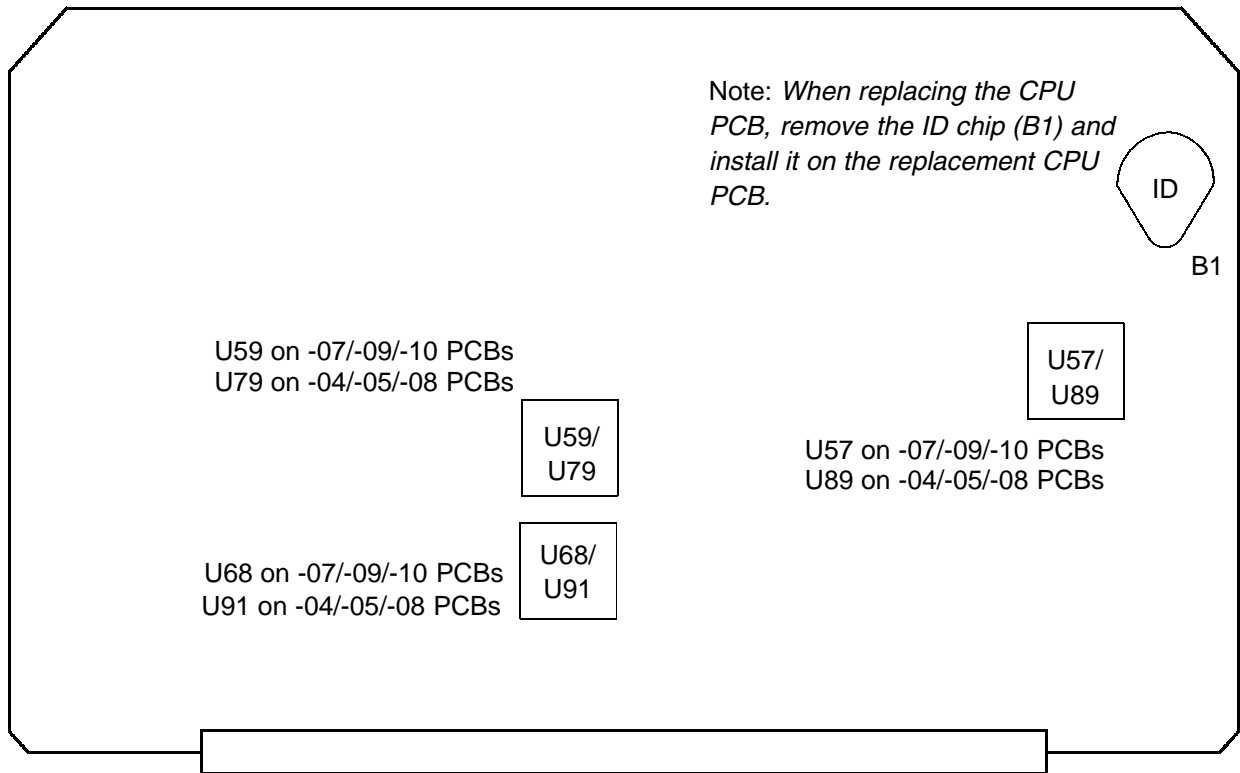 Note: When replacing the CPU
PCB, remove the ID chip (B1) and
install it on the replacement CPU
PCB.
ID
B1
U59 on -07/-09/-10 PCBs
U79 on -04/-05/-08 PCBs
U59/
U79
U57/
U89
U57 on -07/-09/-10 PCBs
U89 on -04/-05/-08 PCBs
U68 on -07/-09/-10 PCBs
U91 on -04/-05/-08 PCBs
U68/
U91